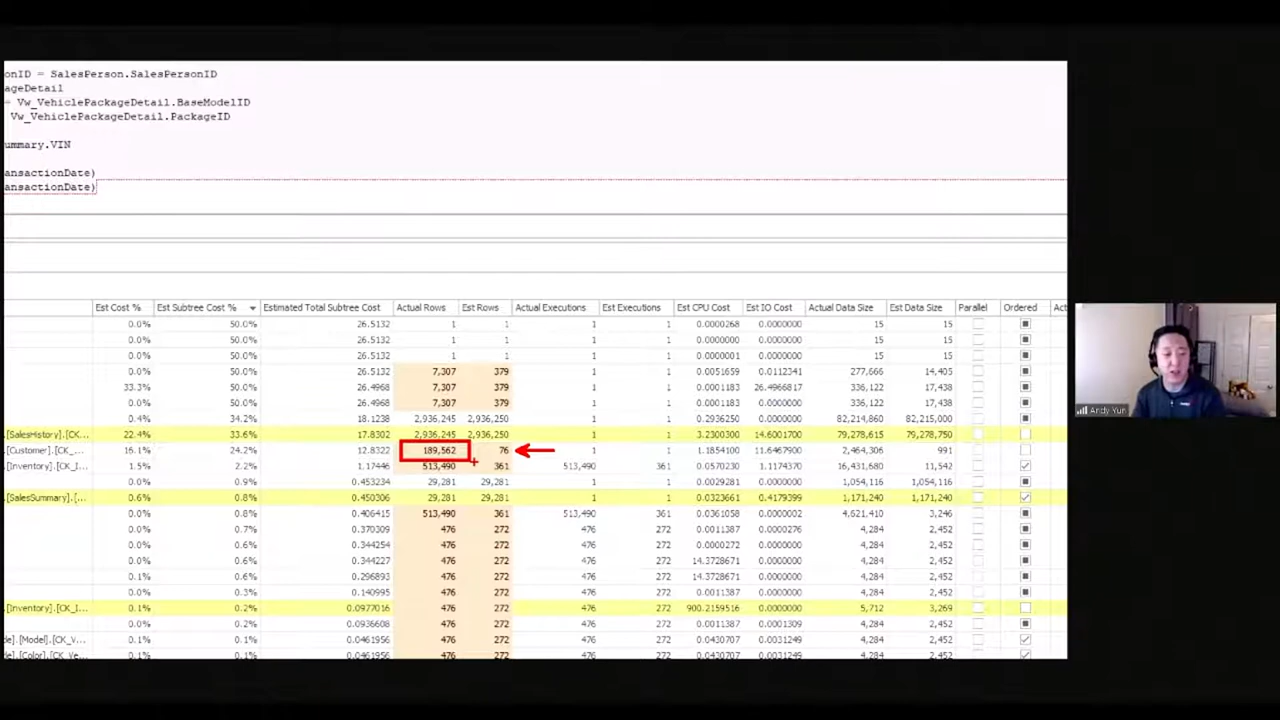 onID = SalesPerson.SalesPersonID
ageDetail
= Vw_VehiclePackageDetail.BaseModelID
Vw_VehiclePackageDetail.PackageID
ummary.VIN
ansactionDate)
ansactionDate)
Est Cost % Est Subtree Cost % Estimated Total Subtree Cost Actual Rows Est Rows Actual Executions Est Executions Est CPU Cost Est IO Cost Actual Data Size Est Data Size Parallel Ordered Ac
0.0% 50.0% 26.5132 1 1 1 1 0.0000268 0.0000000 15 15
0.0% 50.0% 26.5132 1 1 1 1 0.0000000 0.0000000 15 15
0.0% 50.0% 26.5132 1 1 1 1 0.0000001 0.0000000 15 15
0.0% 50.0% 26.5132 7,307 379 1 1 0.0051659 0.0112341 277,666 14,405
33.3% 50.0% 26.4968 7,307 379 1 1 0.0001183 26.4966817 336,122 17,438
0.0% 50.0% 26.4968 7,307 379 1 1 0.0001183 0.0000000 336,122 17,438
0.4% 34.2% 18.1238 2,936,245 2,936,250 1 1 0.2936250 0.0000000 82,214,860 82,215,000
.[SalesHistory].[CK... 22.4% 33.6% 17.8302 2,936,245 2,936,250 1 1 3.2300300 14.6001700 79,278,615 79,278,750
.[Customer].[CK_... 16.1% 24.2% 12.8322 189,562 76 1 1 1.1854100 11.6467900 2,464,306 991
.[Inventory].[CK_I... 1.5% 2.2% 1.17446 513,490 361 513,490 361 0.0570230 1.1174370 16,431,680 11,542
0.0% 0.9% 0.453234 29,281 29,281 1 1 0.0029281 0.0000000 1,054,116 1,054,116
.[SalesSummary].[... 0.6% 0.8% 0.450306 29,281 29,281 1 1 0.0323661 0.4179399 1,171,240 1,171,240
0.0% 0.8% 0.406415 513,490 361 513,490 361 0.0361058 0.0000002 4,621,410 3,246
0.0% 0.7% 0.370309 476 272 476 272 0.0011387 0.0000276 4,284 2,452
0.0% 0.6% 0.344254 476 272 476 272 0.0000272 0.0000000 4,284 2,452
0.0% 0.6% 0.344227 476 272 476 272 14.3728671 0.0000000 4,284 2,452
0.1% 0.6% 0.296893 476 272 476 272 14.3728671 0.0000000 4,284 2,452
0.0% 0.3% 0.140995 476 272 476 272 0.0011387 0.0000000 4,284 2,452
.[Inventory].[CK_I... 0.1% 0.2% 0.0977016 476 272 476 272 900.2159516 0.0000000 5,712 3,269
0.0% 0.2% 0.0936608 476 272 476 272 0.0011387 0.0001309 4,284 2,452
de].[Model].[CK_V... 0.1% 0.1% 0.0461956 476 272 476 272 0.0430707 0.0031249 4,284 2,452
de].[Color].[CK_Ve... 0.1% 0.1% 0.0461956 476 272 476 272 0.0430707 0.0031249 4,284 2,452
Andy Yun